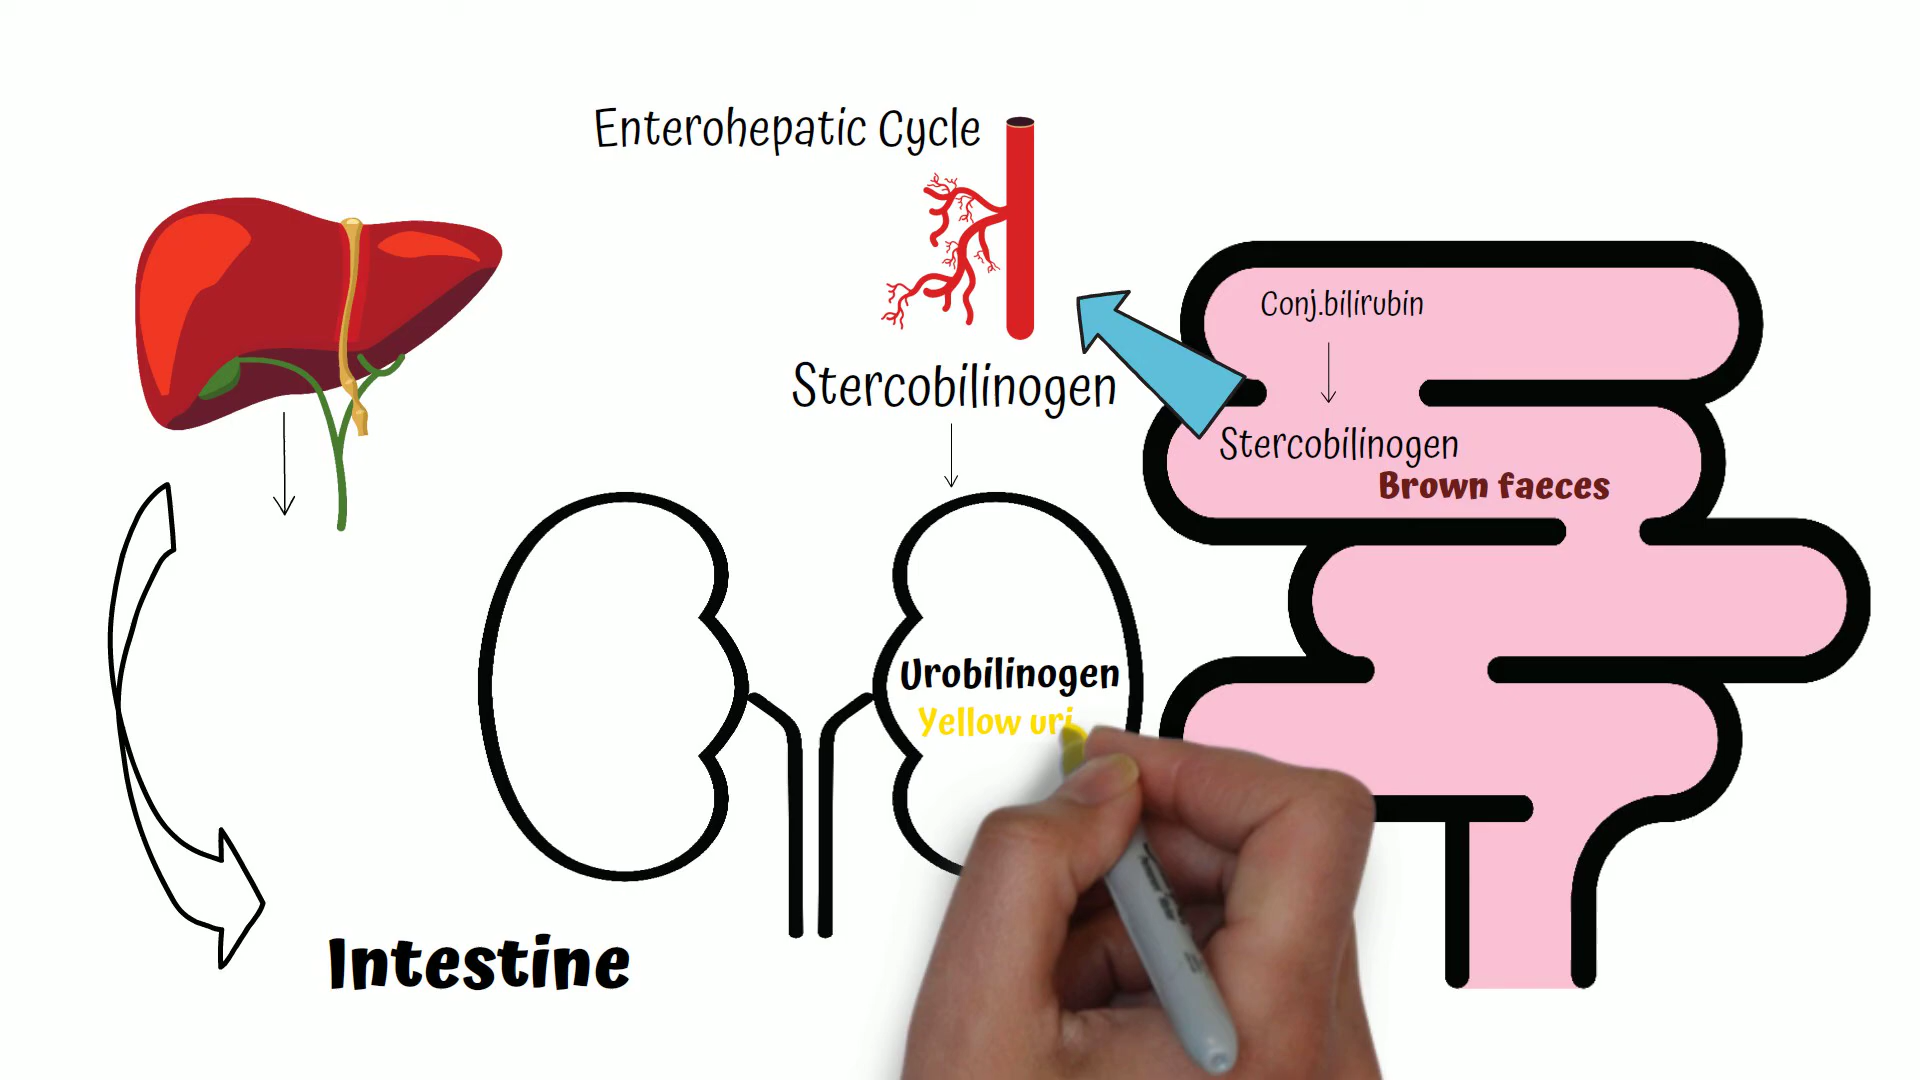 Enterohepatic Cycle
Conj.bilirubin
Stercobilinogen
Stercobilinogen
Brown faeces
Urobilinogen
Yellow uri
Intestine